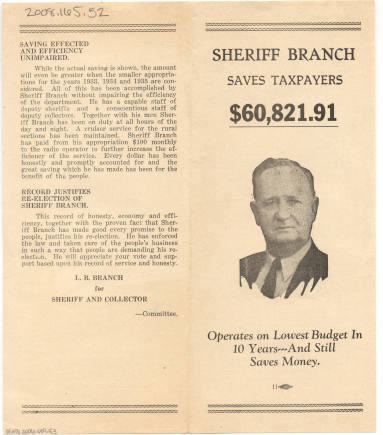 2008.165.52
SAVING EFFECTED
AND EFFICIENCY
UNIMPAIRED.
While the actual saving is shown, the amount
will even be greater when the smaller appropria-
tions for the years 1933, 1934 and 1935 are con-
sidered. All of this has been accomplished by
Sheriff Branch without impairing the efficiency
of the department. He has a capable staff of
deputy sheriffs and a conscientious staff of
deputy collectors. Together with his men Sher-
iff Branch has been on duty at all hours of the
day and night. A cruiser service for the rural
sections has been maintained. Sheriff Branch
has paid from his appropriation $100 monthly
to the radio operator to further increase the ef-
ficiency of the service. Every dollar has been
honestly and promptly accounted for and the
great saving which he has made has been for the
benefit of the people.
RECORD JUSTIFIES
RE-ELECTION OF
SHERIFF BRANCH.
This record of honesty, economy and effi-
ciency, together with the proven fact that Sher-
iff Branch has made good every promise to the
people, justifies his re-election. He has enforced
the law and taken care of the people's business
in such a way that people are demanding his re-
election. He will appreciate your vote and sup-
port based upon his record of service and honesty.
L. B. BRANCH
for
SHERIFF AND COLLECTOR
—Committee.
SHERIFF BRANCH
SAVES TAXPAYERS
$60,821.91
Operates on Lowest Budget In
10 Years---And Still
Saves Money.